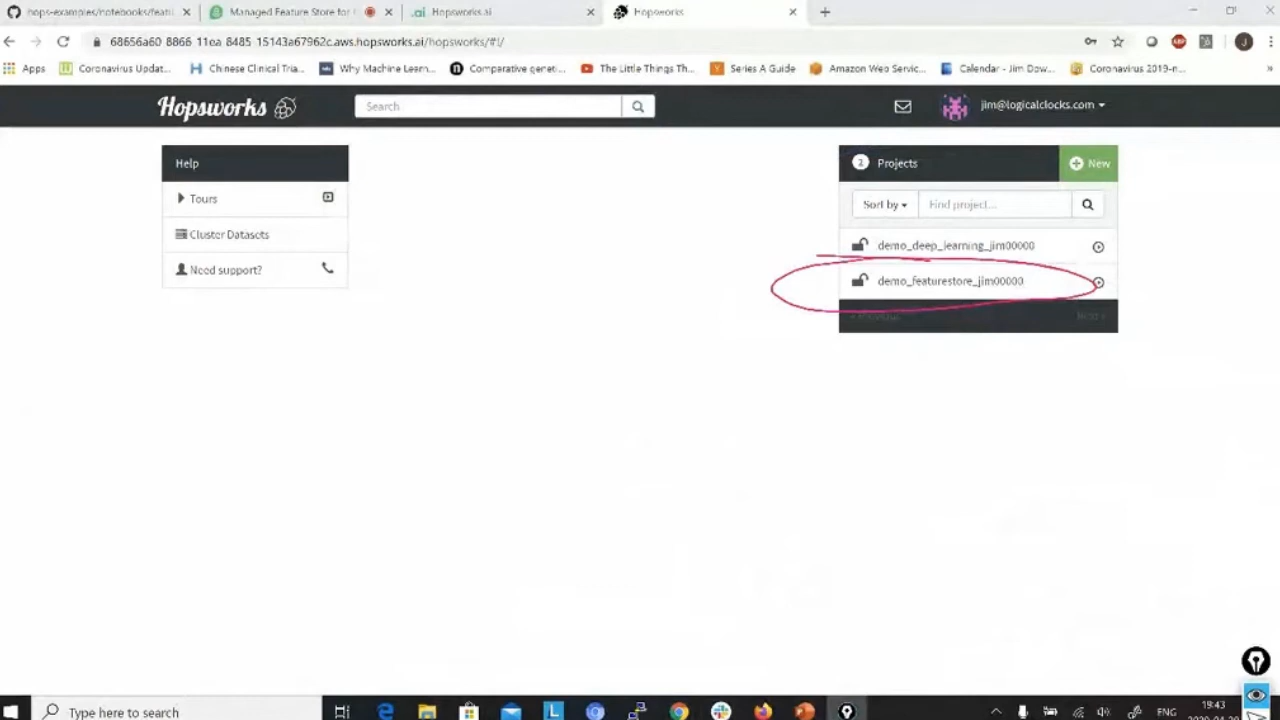 hops-examples/notebooks/featu
Managed Feature Store for
.ai Hopsworks.ai
Hopsworks
68656a60-8866-11ea-8485-15143a67962c.aws.hopsworks.ai/hopsworks/#!/
Apps
Coronavirus Updat...
Chinese Clinical Tria...
Why Machine Learn...
Comparative geneti...
The Little Things Th...
Series A Guide
Amazon Web Servic...
Calendar - Jim Dow...
Coronavirus 2019-n...
Hopsworks
Search
jim@logicalclocks.com
Help
Tours
Cluster Datasets
Need support?
2 Projects
New
Sort by
Find project...
demo_deep_learning_jim00000
demo_featurestore_jim00000
Next
Type here to search
ENG
19:43